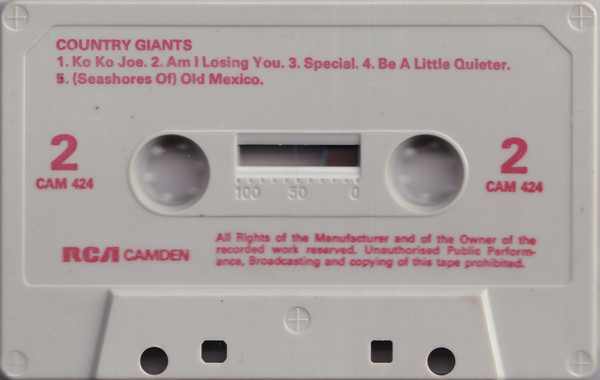 COUNTRY GIANTS
1. Ko Ko Joe. 2. Am I Losing You. 3. Special. 4. Be A Little Quieter.
5. (Seashores Of) Old Mexico.
2
CAM 424
2
CAM 424
100 50 0
RCA CAMDEN
All Rights of the Manufacturer and of the Owner of the
recorded work reserved. Unauthorised Public Perform-
ance, Broadcasting and copying of this tape prohibited.